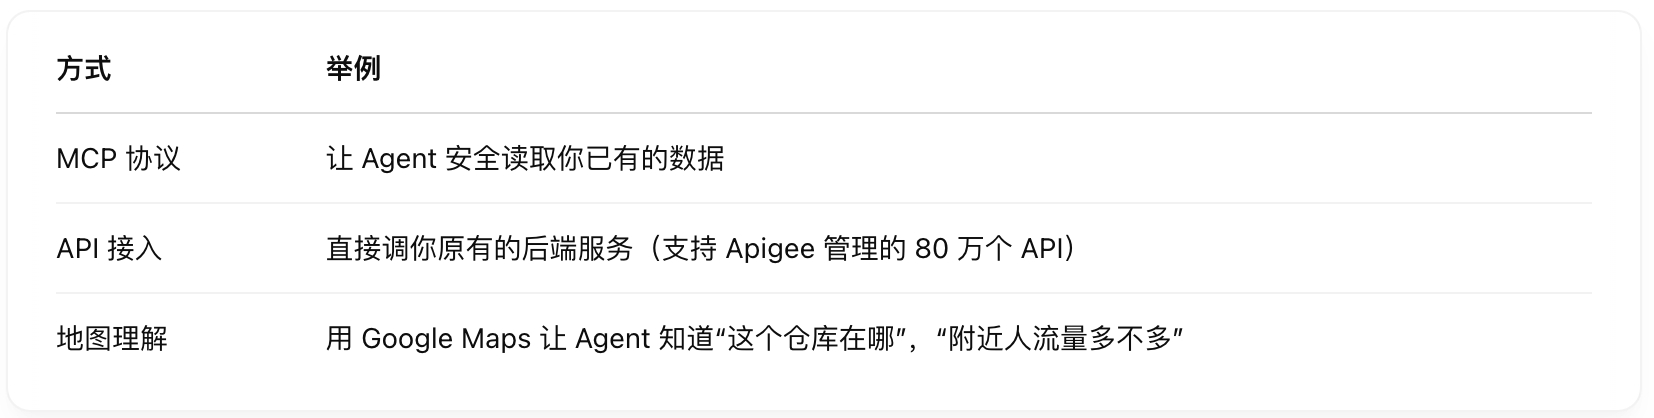 方式 举例
MCP 协议 让 Agent 安全读取你已有的数据
API 接入 直接调你原有的后端服务（支持 Apigee 管理的 80 万个 API）
地图理解 用 Google Maps 让 Agent 知道“这个仓库在哪”，“附近人流量多不多”